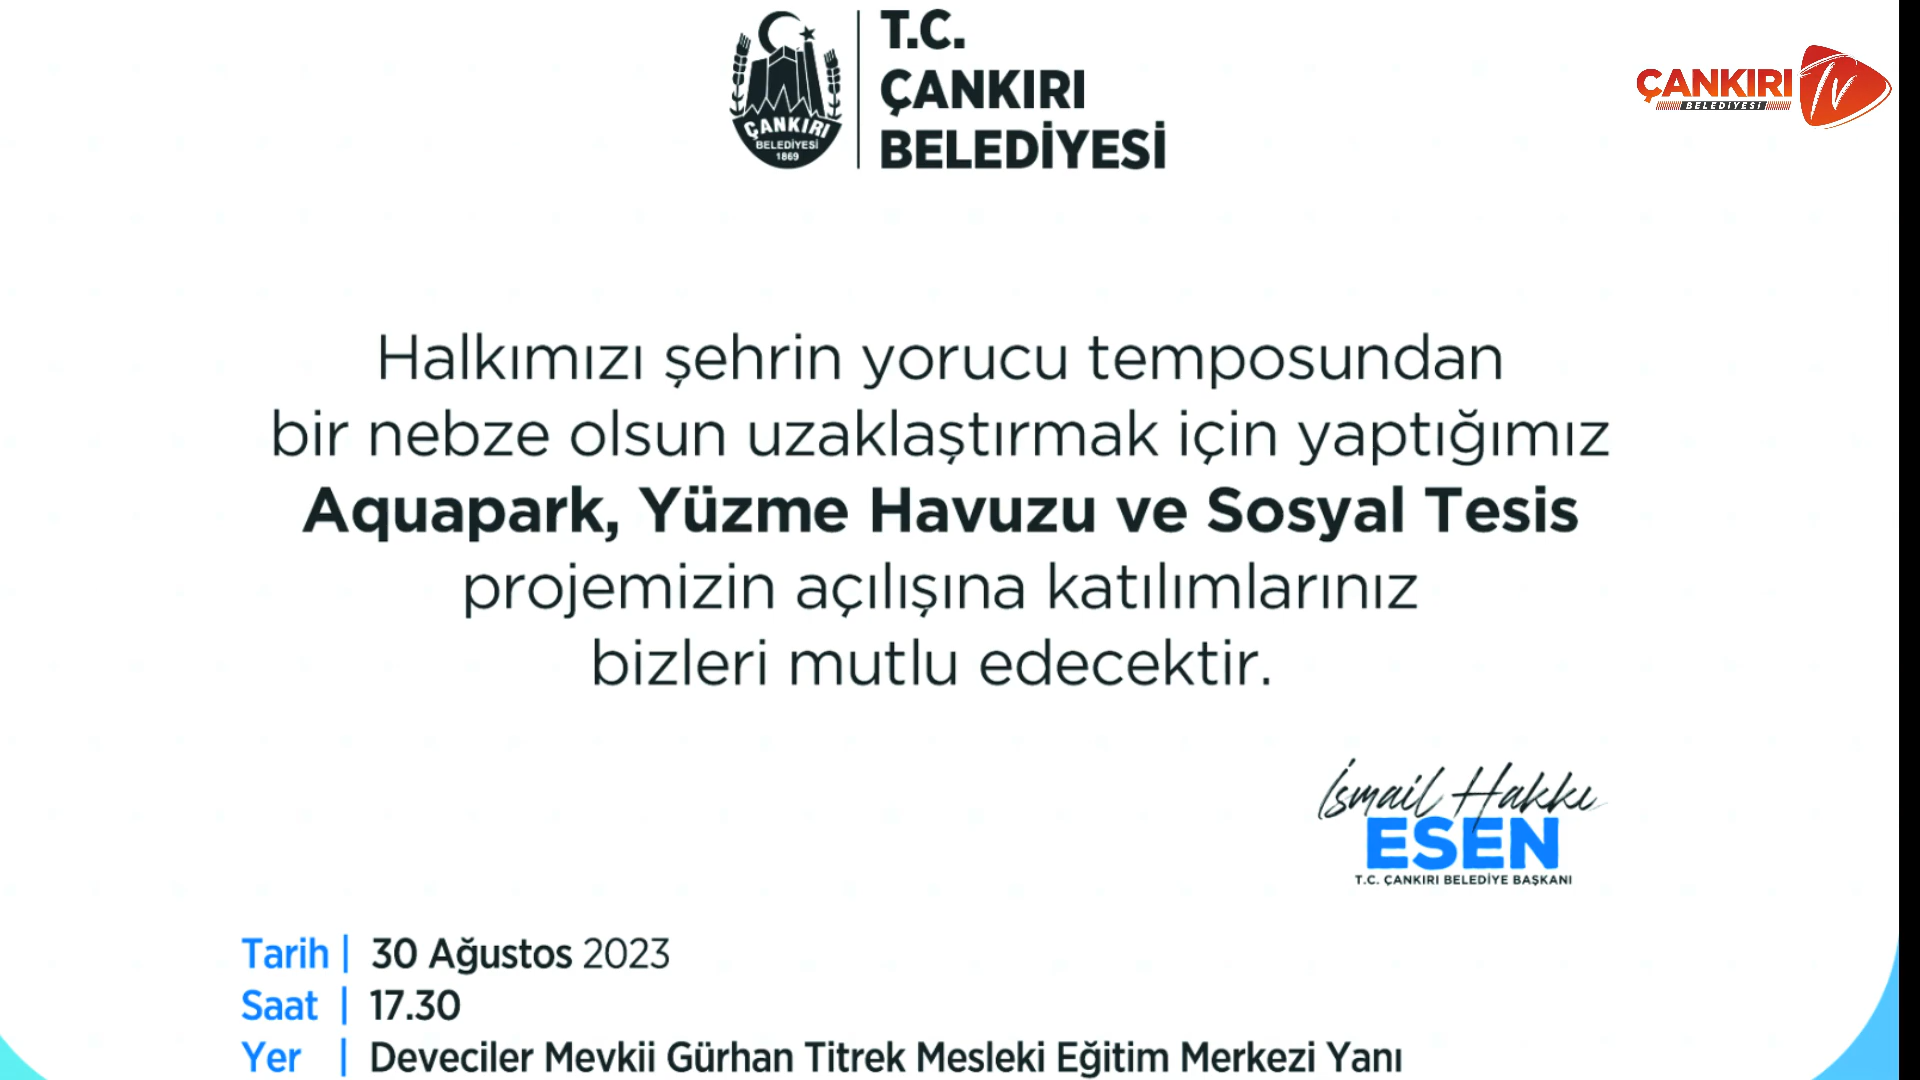 T.C.
ÇANKIRI
BELEDİYESİ
ÇANKIRI
BELEDİYESİ
1869
ÇANKIRI TV
BELEDİYESİ
Halkımızı şehrin yorucu temposundan
bir nebze olsun uzaklaştırmak için yaptığımız
Aquapark, Yüzme Havuzu ve Sosyal Tesis
projemizin açılışına katılımlarınız
bizleri mutlu edecektir.
İsmail Hakkı
ESEN
T.C. ÇANKIRI BELEDİYE BAŞKANI
Tarih | 30 Ağustos 2023
Saat | 17.30
Yer | Deveciler Mevkii Gürhan Titrek Mesleki Eğitim Merkezi Yanı